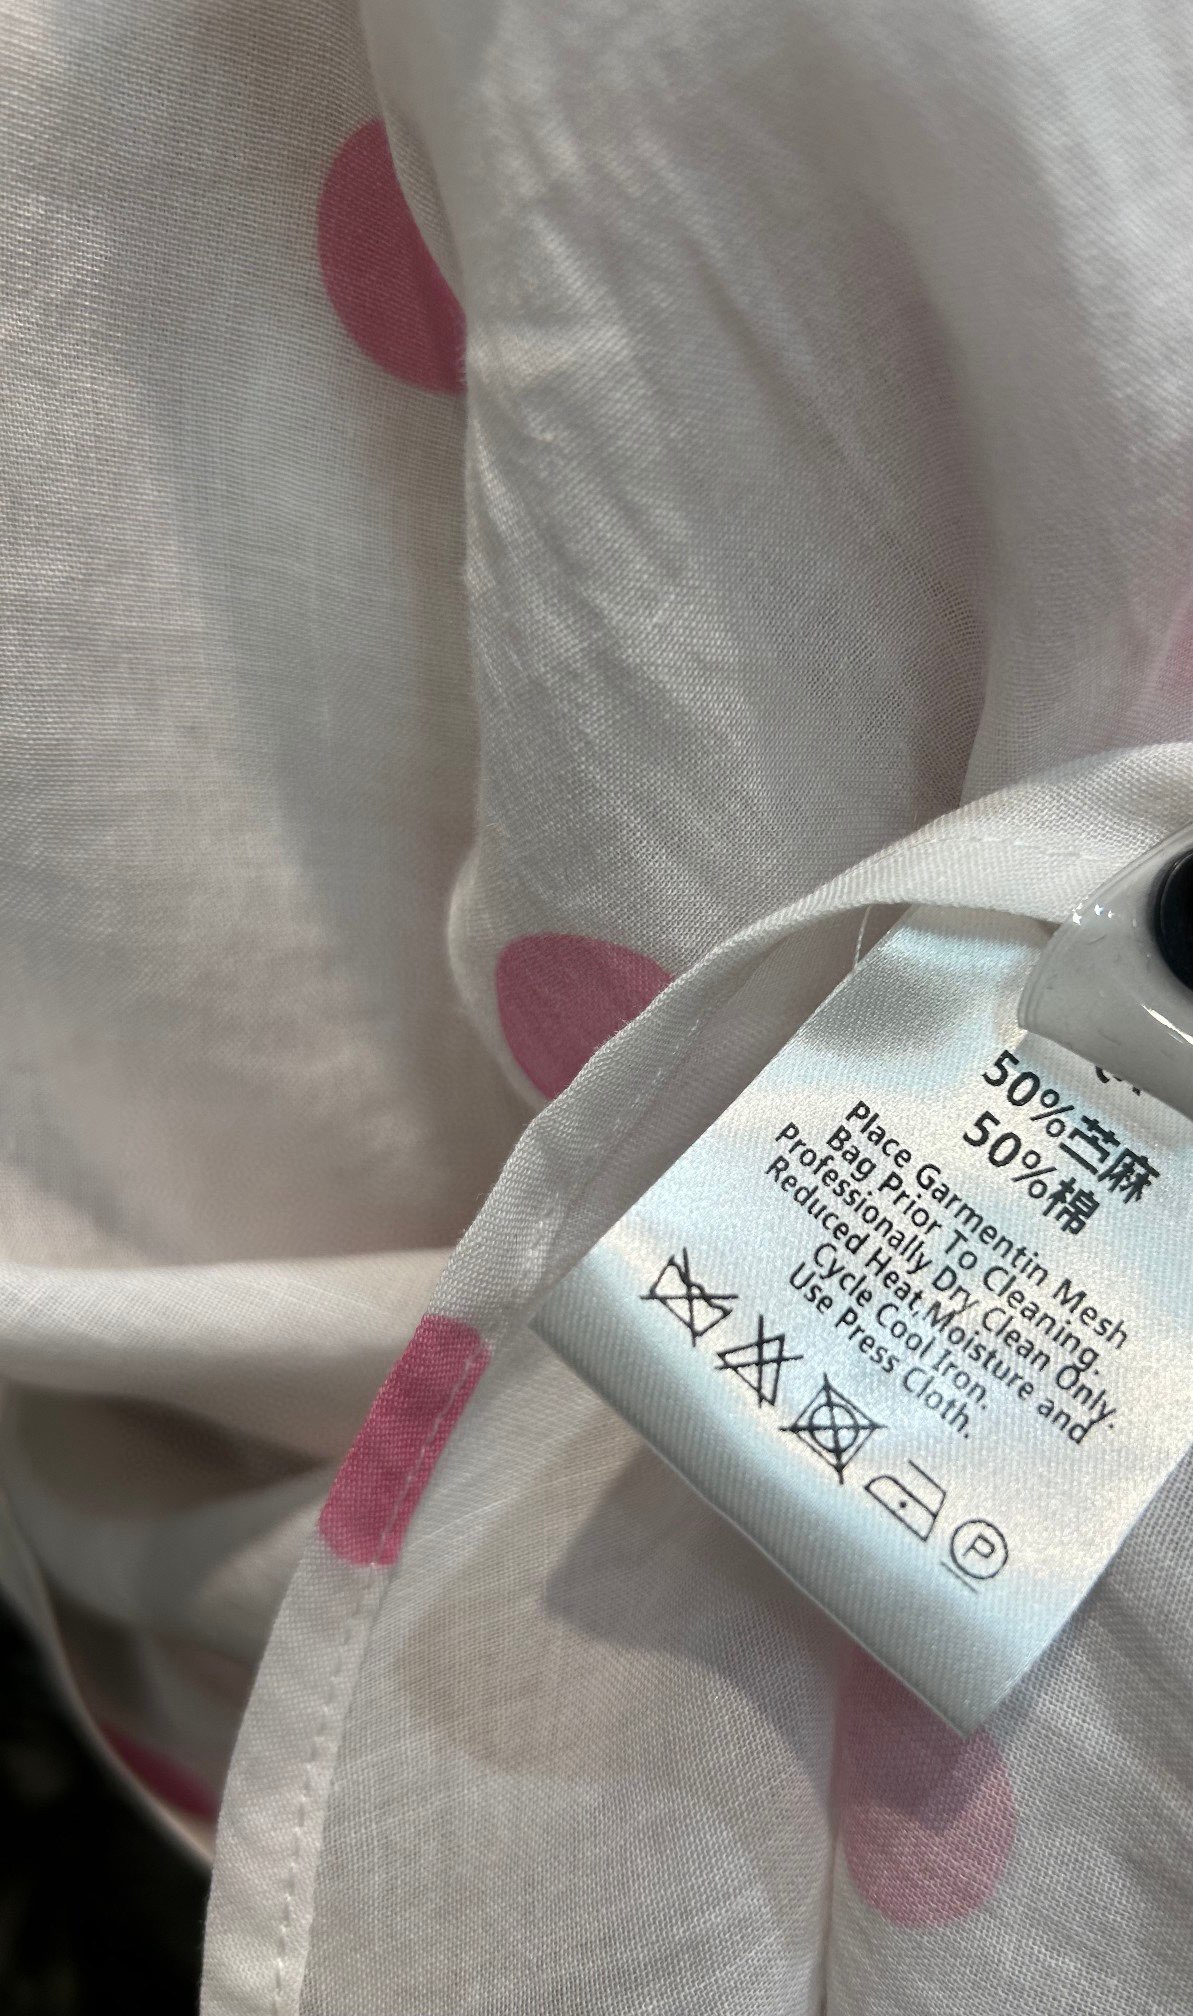 50%苎麻
50%棉
Place Garmentin Mesh
Bag Prior To Cleaning.
Professionally Dry Clean Only.
Reduced Heat,Moisture and
Cycle Cool Iron.
Use Press Cloth.
P